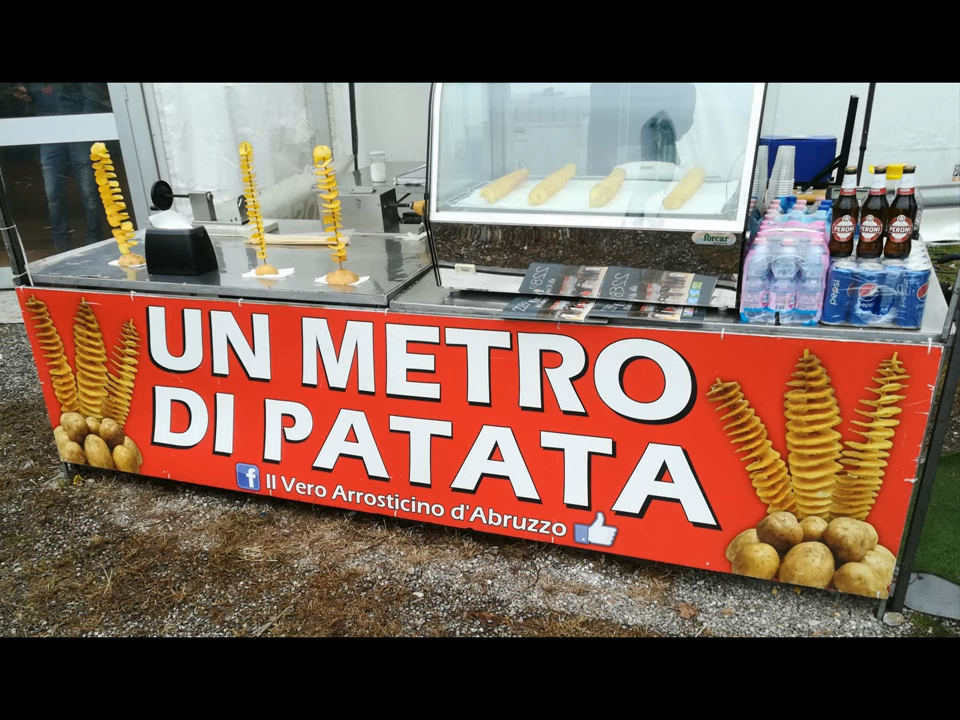 forcar
PERONI PERONI PERONI
pepsi
UN METRO
DI PATATA
f Il Vero Arrosticino d'Abruzzo